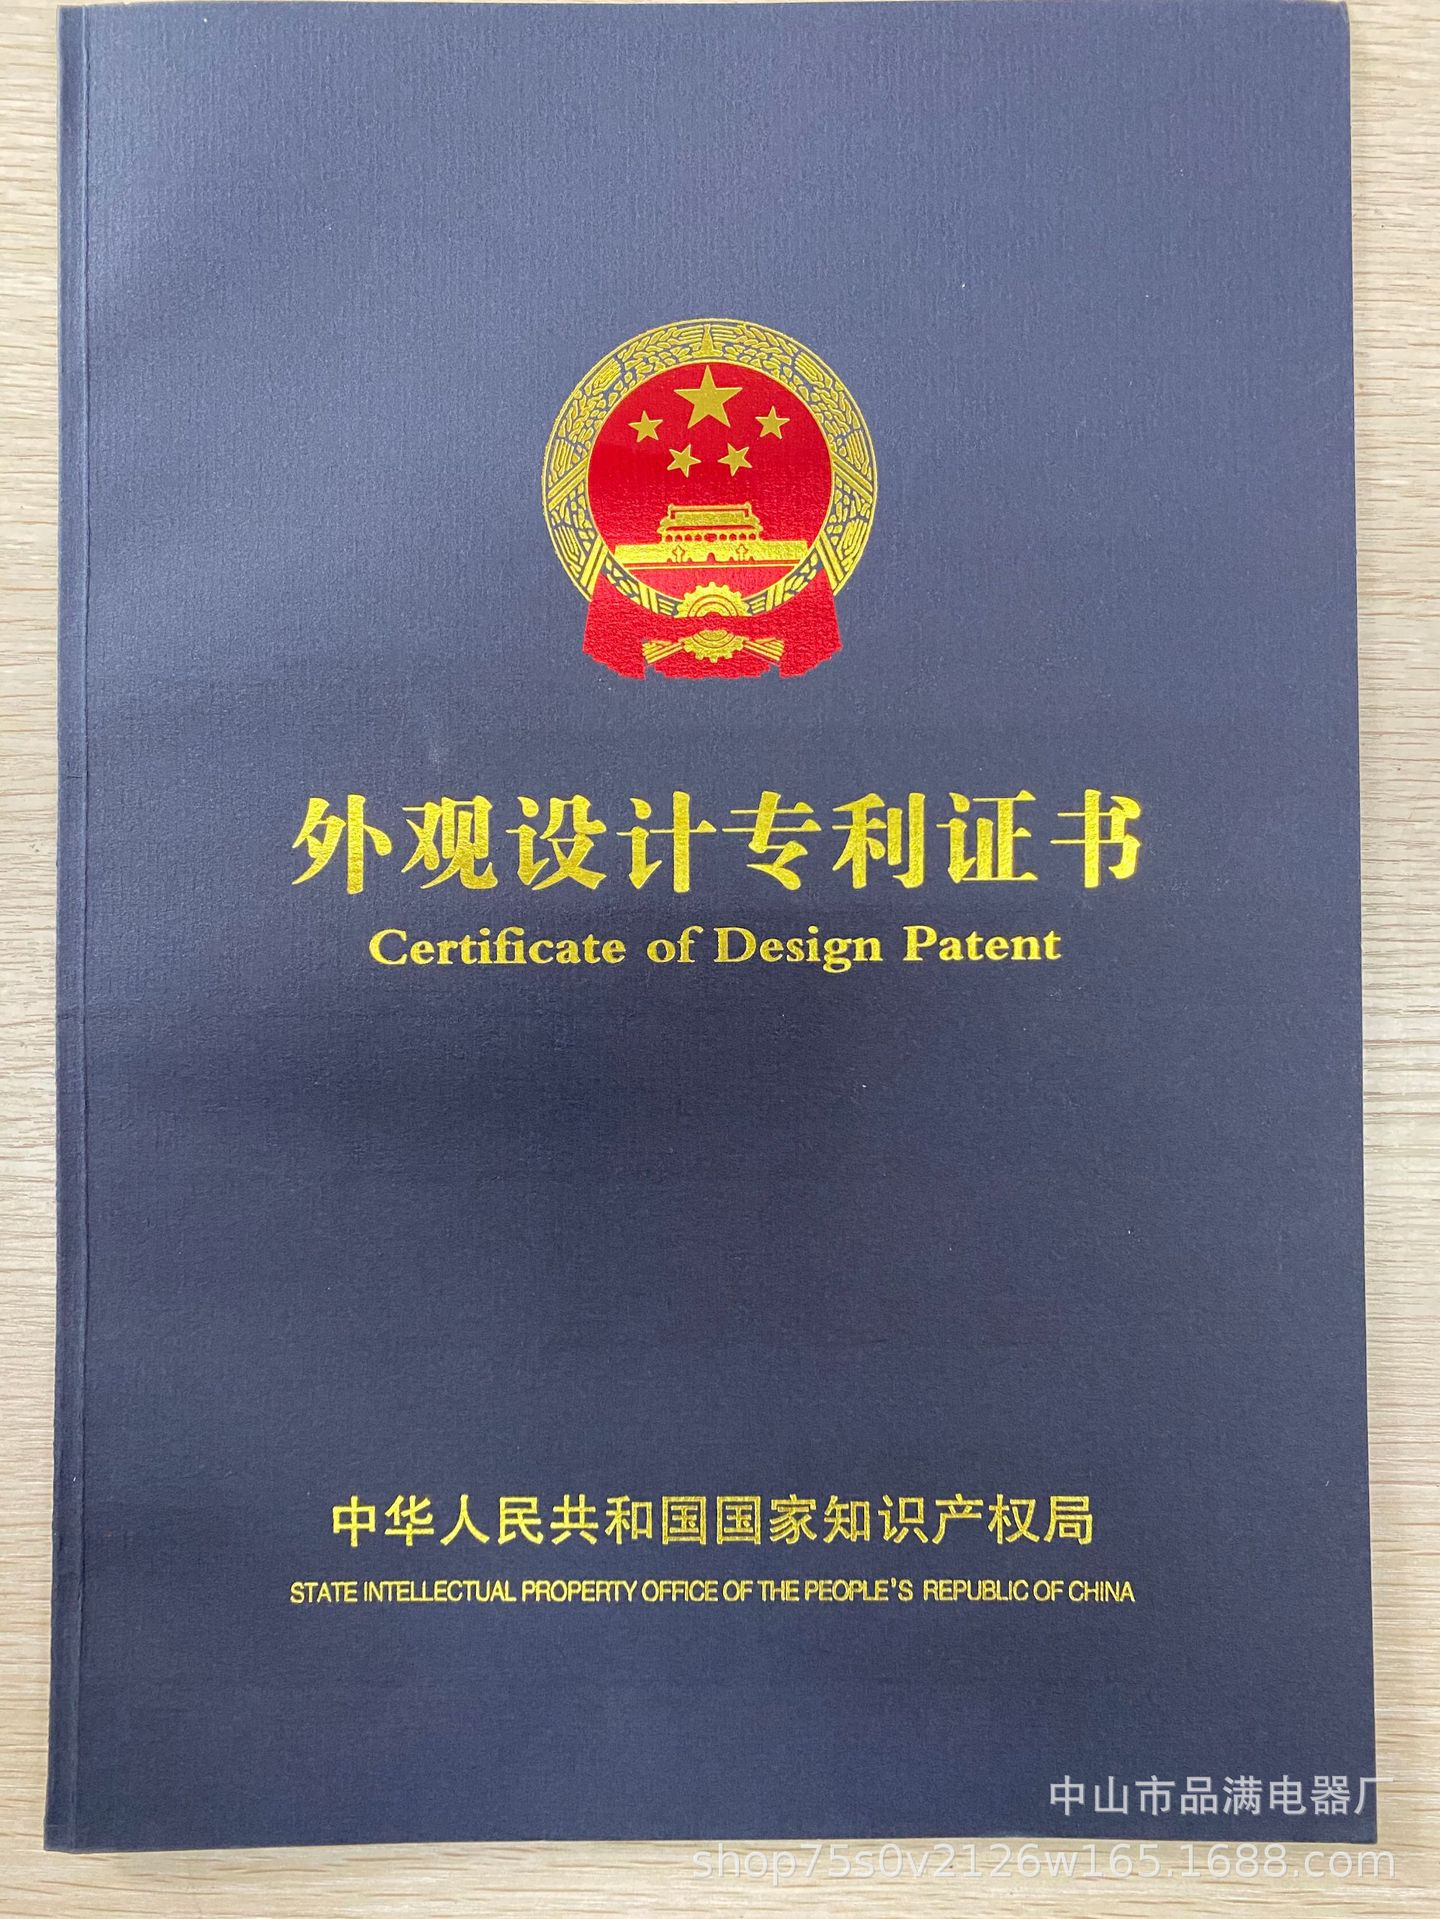 外观设计专利证书
Certificate of Design Patent
中华人民共和国国家知识产权局
STATE INTELLECTUAL PROPERTY OFFICE OF THE PEOPLE'S REPUBLIC OF CHINA
中山市品满电器厂
shop75s0v2126w165.1688.com